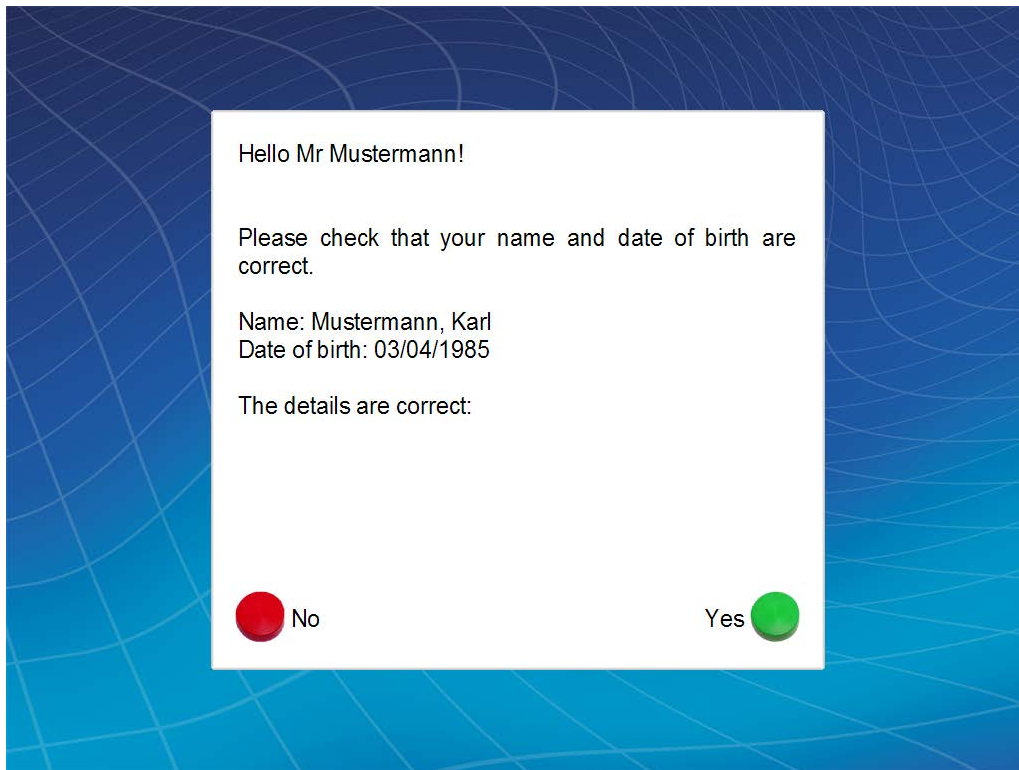 Hello Mr Mustermann!
Please check that your name and date of birth are
correct.
Name: Mustermann, Karl
Date of birth: 03/04/1985
The details are correct:
No
Yes